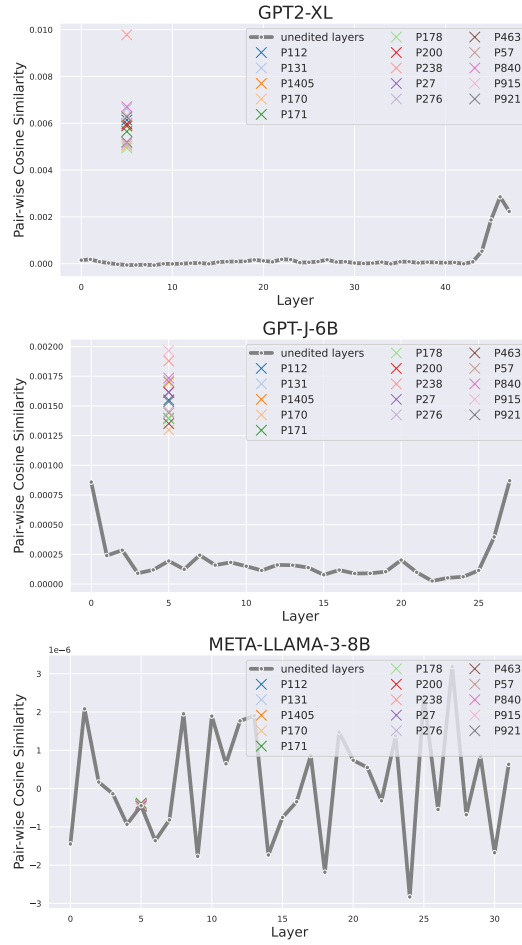 GPT2-XL
Pair-wise Cosine Similarity
0.010
0.008
0.006
0.004
0.002
0.000
unedited layers
P112
P131
P1405
P170
P171
P178
P200
P238
P27
P276
P463
P57
P840
P915
P921
0 10 20 30 40
Layer
GPT-J-6B
Pair-wise Cosine Similarity
0.00200
0.00175
0.00150
0.00125
0.00100
0.00075
0.00050
0.00025
0.00000
unedited layers
P112
P131
P1405
P170
P171
P178
P200
P238
P27
P276
P463
P57
P840
P915
P921
0 5 10 15 20 25
Layer
META-LLAMA-3-8B
1e−6
Pair-wise Cosine Similarity
3
2
1
0
−1
−2
−3
unedited layers
P112
P131
P1405
P170
P171
P178
P200
P238
P27
P276
P463
P57
P840
P915
P921
0 5 10 15 20 25 30
Layer